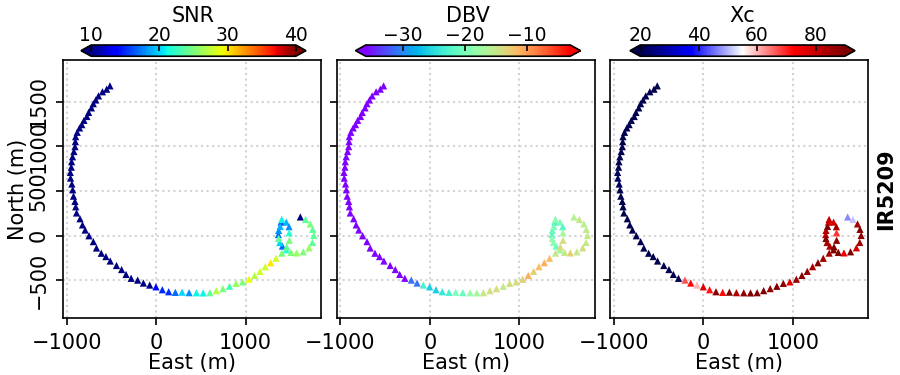 SNR
DBV
Xc
10 20 30 40
−30 −20 −10
20 40 60 80
1500
1000
500
0
−500
North (m)
IR5209
−1000 0 1000
−1000 0 1000
−1000 0 1000
East (m)
East (m)
East (m)